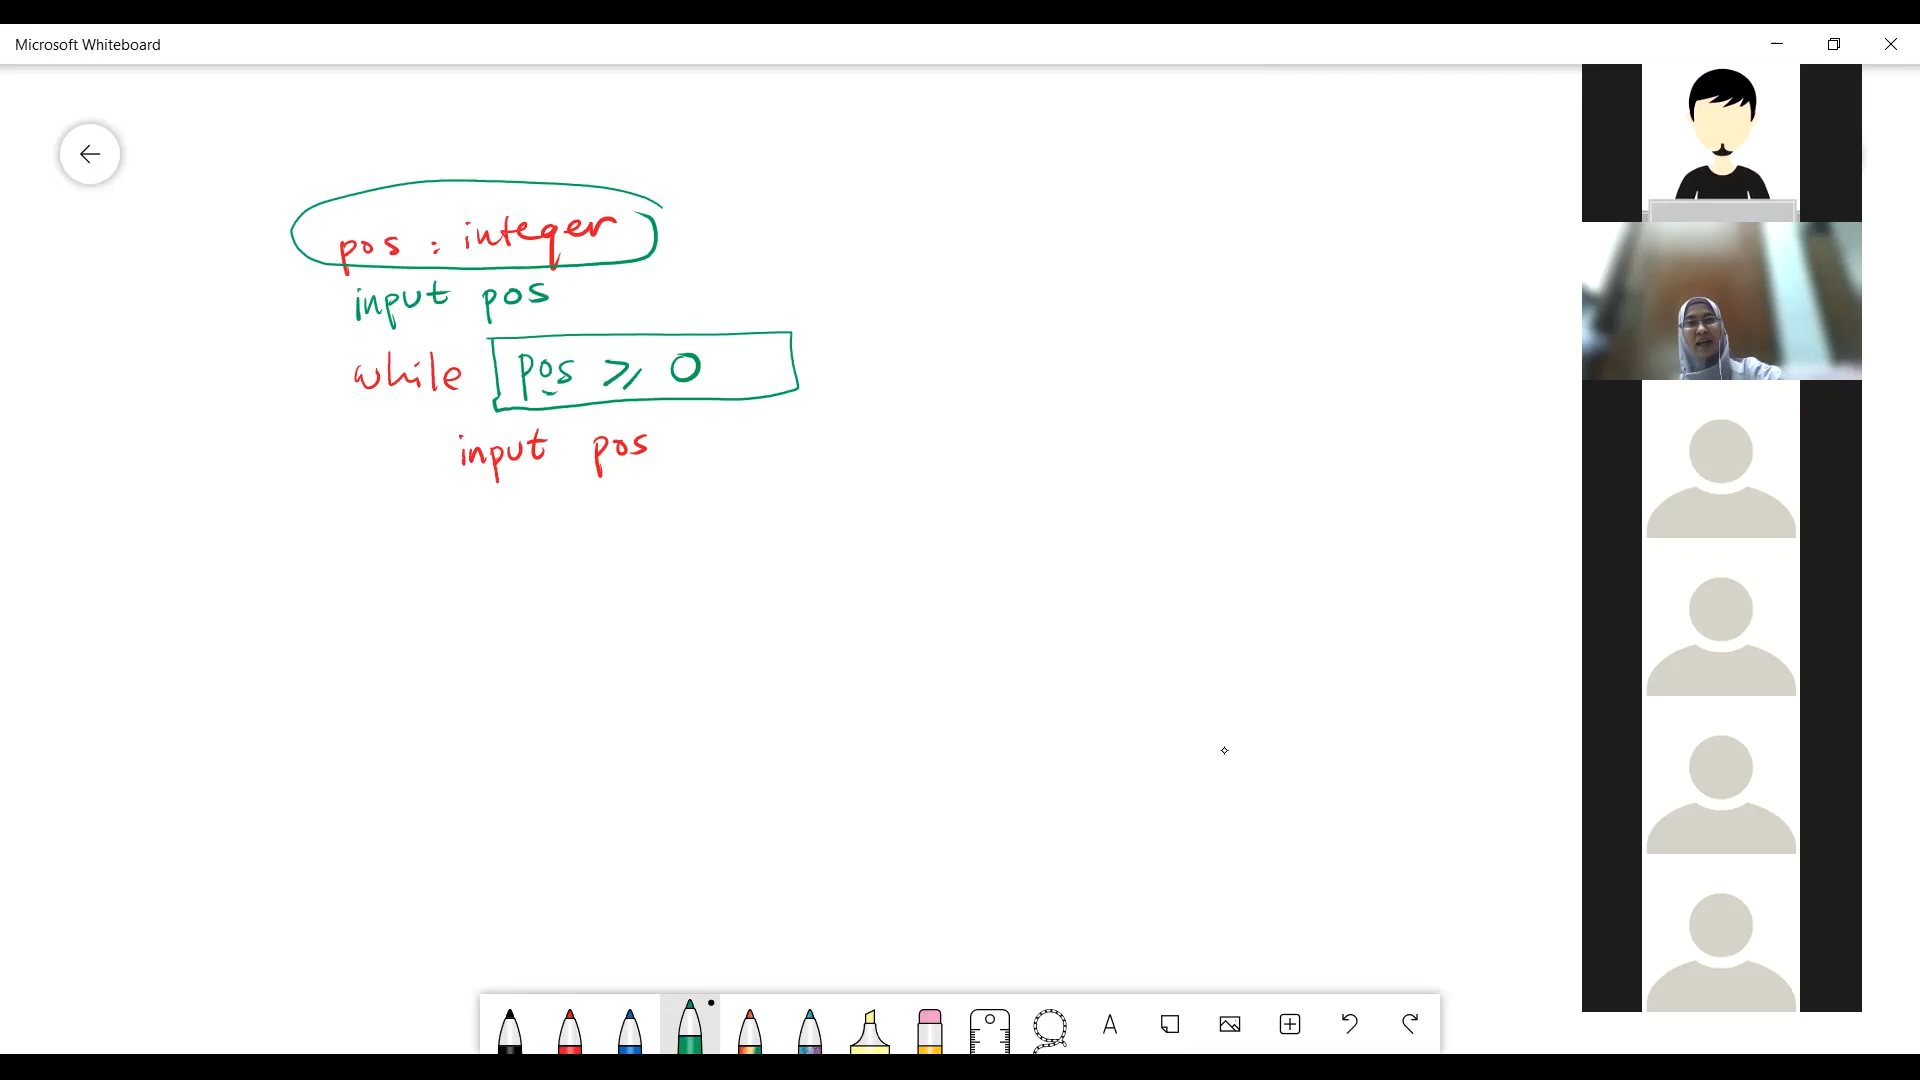 Microsoft Whiteboard
pos : integer
input pos
while pos ⩾ 0
input pos